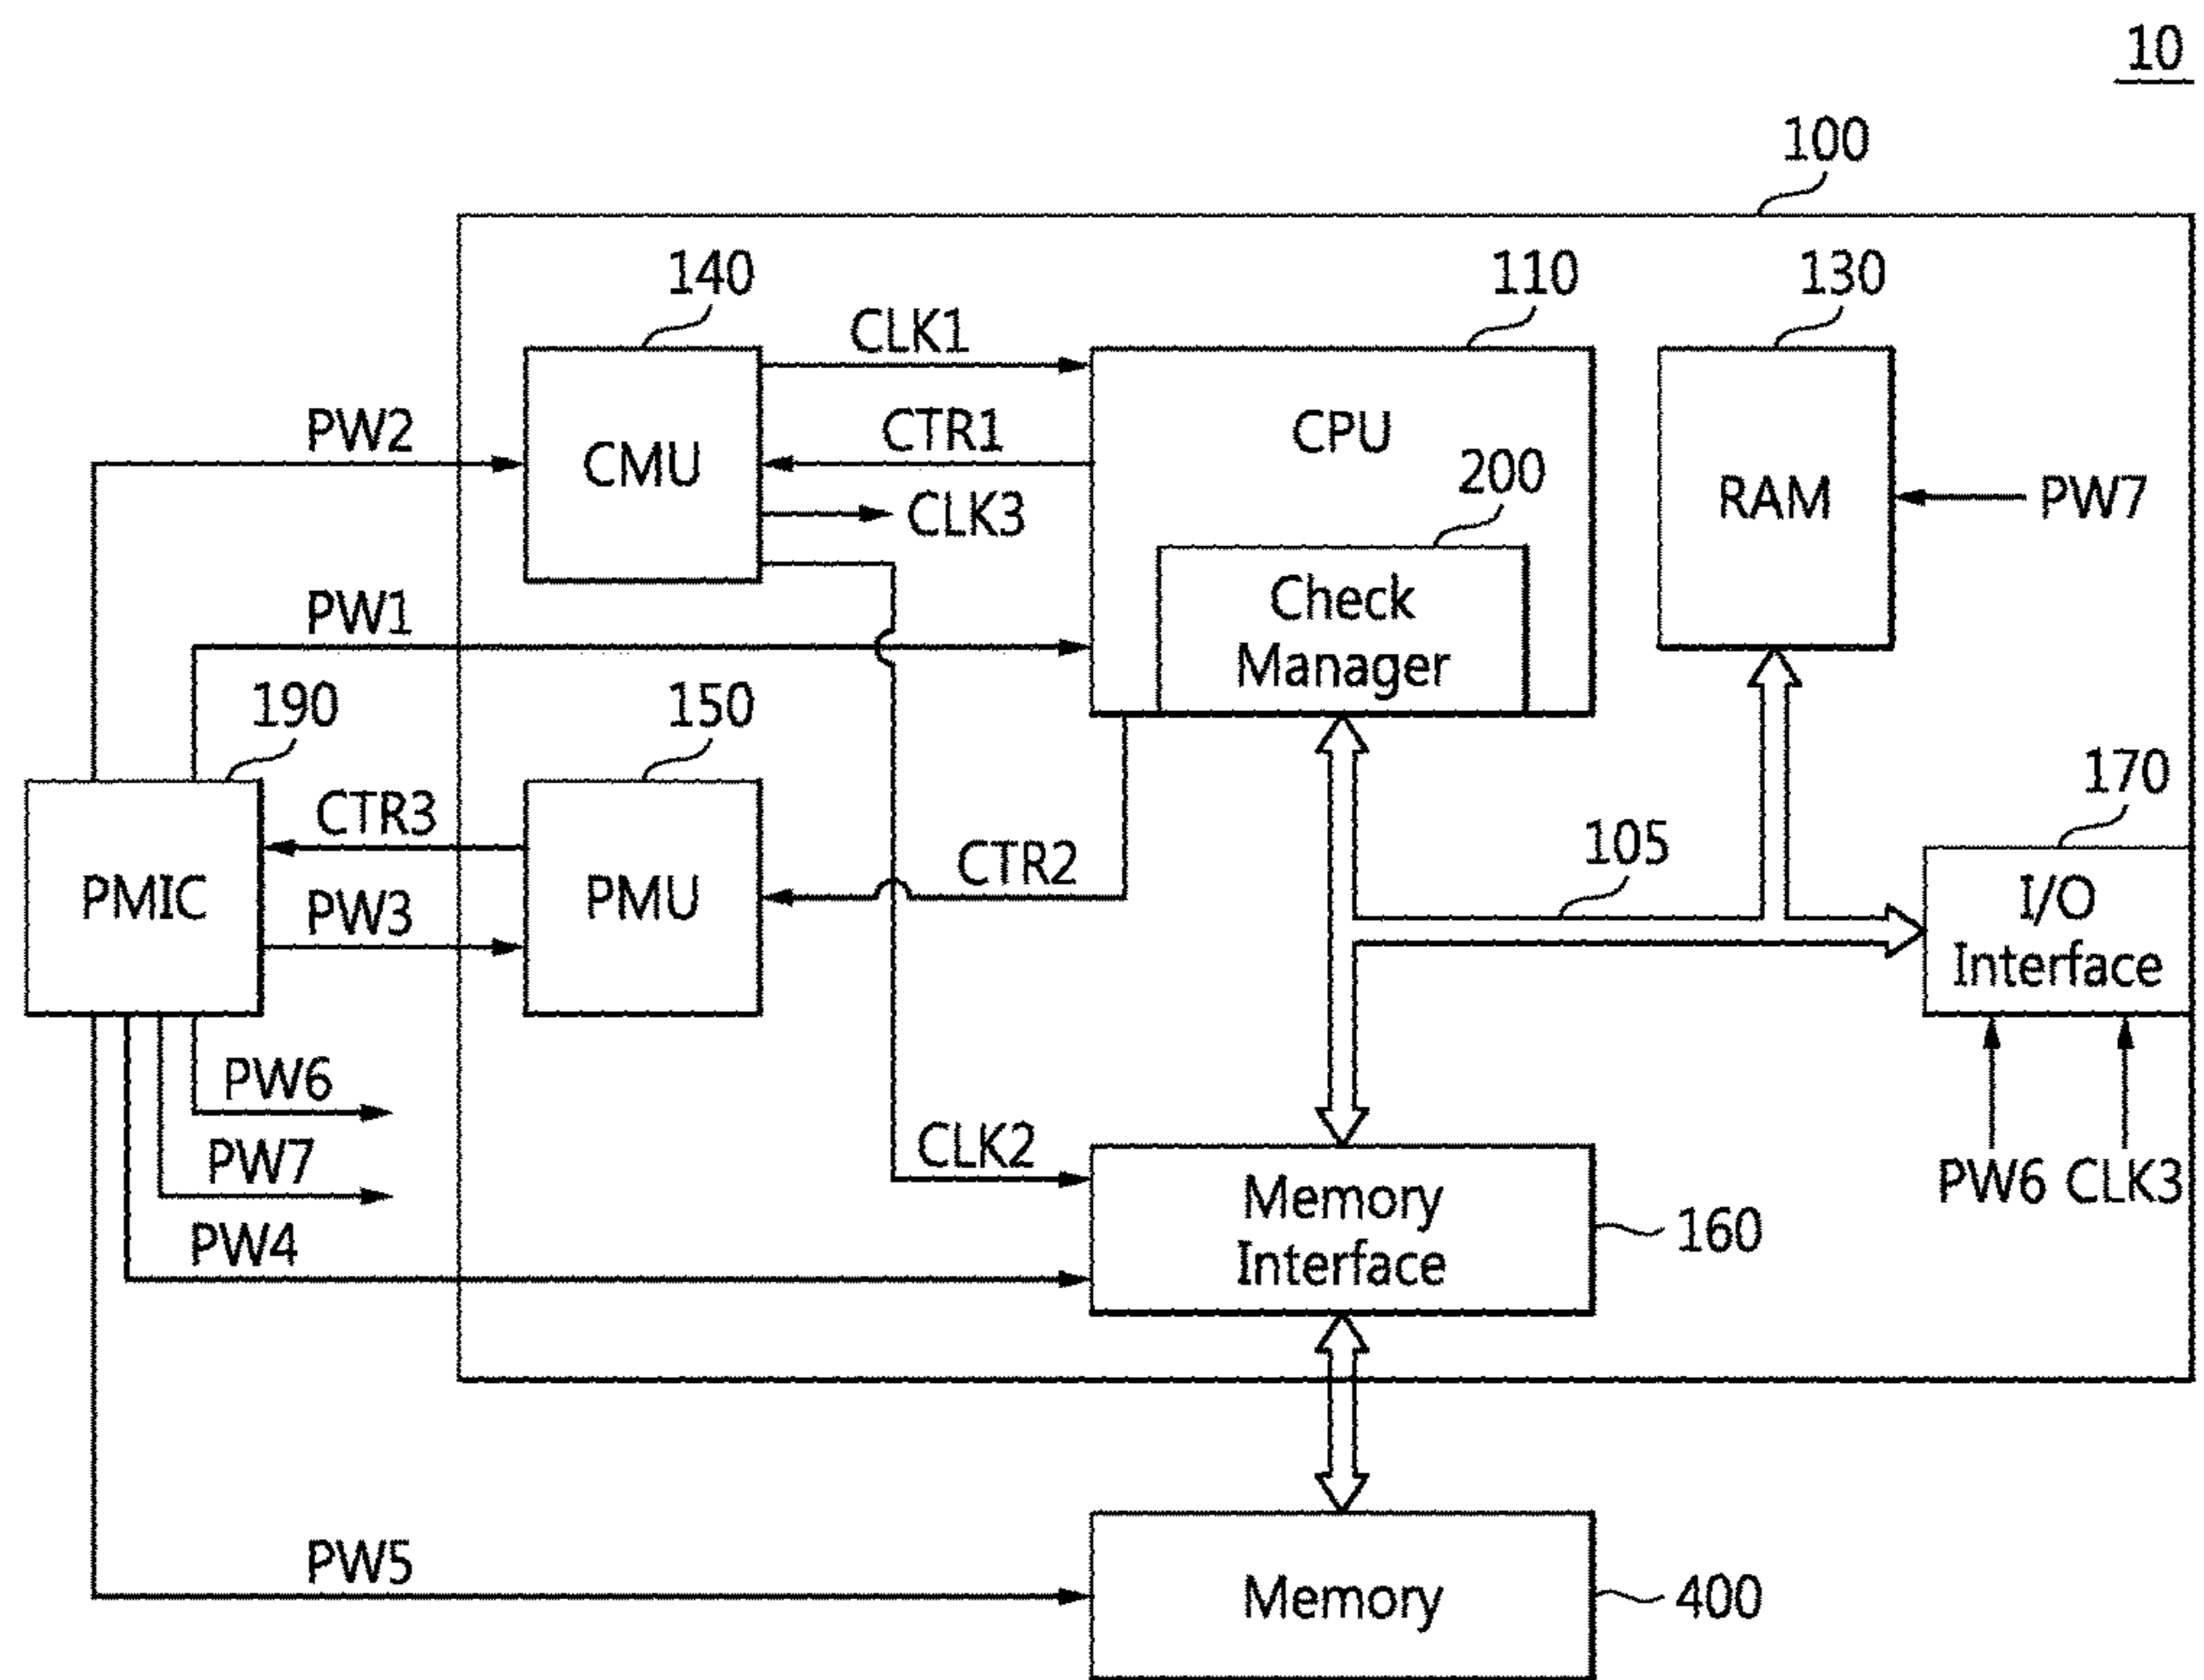 10
100
140
110
130
CLK1
PW2
CTR1
CPU
CMU
200
RAM
PW7
CLK3
PW1
Check
Manager
190
150
170
CTR3
105
CTR2
PMIC
PW3
PMU
I/O
Interface
PW6
PW7
CLK2
PW6 CLK3
PW4
Memory
Interface
160
PW5
Memory
400